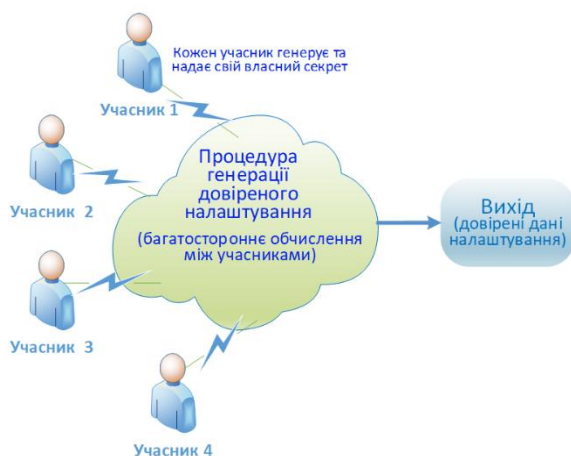 Кожен учасник генерує та
надає свій власний секрет
Учасник 1
Учасник 2
Учасник 3
Учасник 4
Процедура
генерації
довіреного
налаштування
(багатостороннє обчислення
між учасниками)
Вихід
(довірені дані
налаштування)